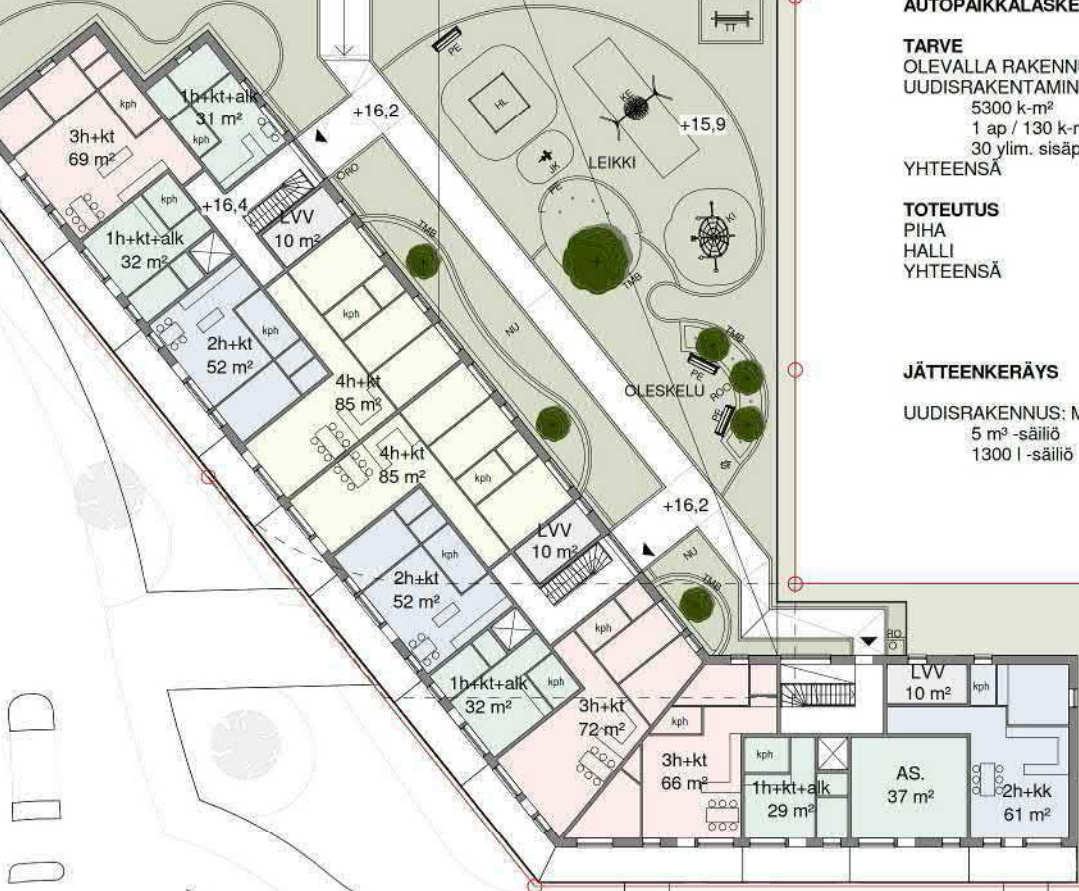 AUTOPAIKKALASKE
TARVE
OLEVALLA RAKENN
UUDISRAKENTAMIN
5300 k-m²
1 ap / 130 k-m
30 ylim. sisäp
YHTEENSÄ
TOTEUTUS
PIHA
HALLI
YHTEENSÄ
JÄTTEENKERÄYS
UUDISRAKENNUS: M
5 m³ -säiliö
1300 l -säiliö
TT
PE
HL
KE
+15,9
LEIKKI
JK
PE
KI
TMB
+16,2
RO
TMB
NU
TMB
PE
OLESKELU
ROO
PE
+16,2
NU
TMB
RO
kph
3h+kt
69 m²
1h+kt+alk
31 m²
kph
kph
+16,4
1h+kt+alk
32 m²
LVV
10 m²
2h+kt
52 m²
kph
kph
4h+kt
85 m²
4h+kt
85 m²
kph
LVV
10 m²
kph
2h+kt
52 m²
1h+kt+alk
32 m²
kph
kph
3h+kt
72 m²
kph
3h+kt
66 m²
kph
1h+kt+alk
29 m²
LVV
10 m²
kph
AS.
37 m²
2h+kk
61 m²